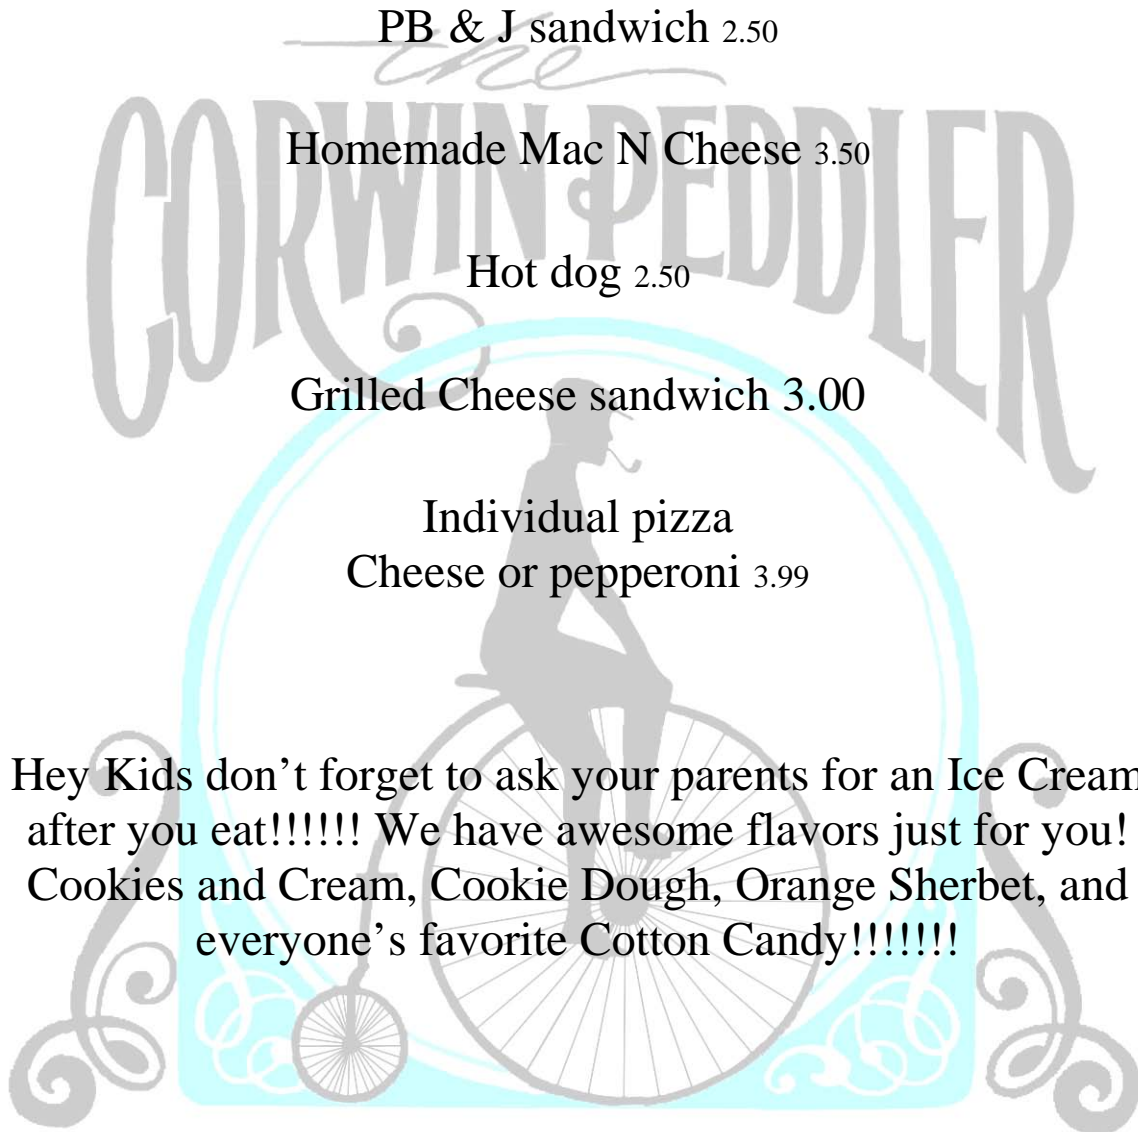 PB & J sandwich 2.50
the
CORWIN PEDDLER
Homemade Mac N Cheese 3.50
Hot dog 2.50
Grilled Cheese sandwich 3.00
Individual pizza
Cheese or pepperoni 3.99
Hey Kids don’t forget to ask your parents for an Ice Cream
after you eat!!!!!! We have awesome flavors just for you!
Cookies and Cream, Cookie Dough, Orange Sherbet, and
everyone’s favorite Cotton Candy!!!!!!!